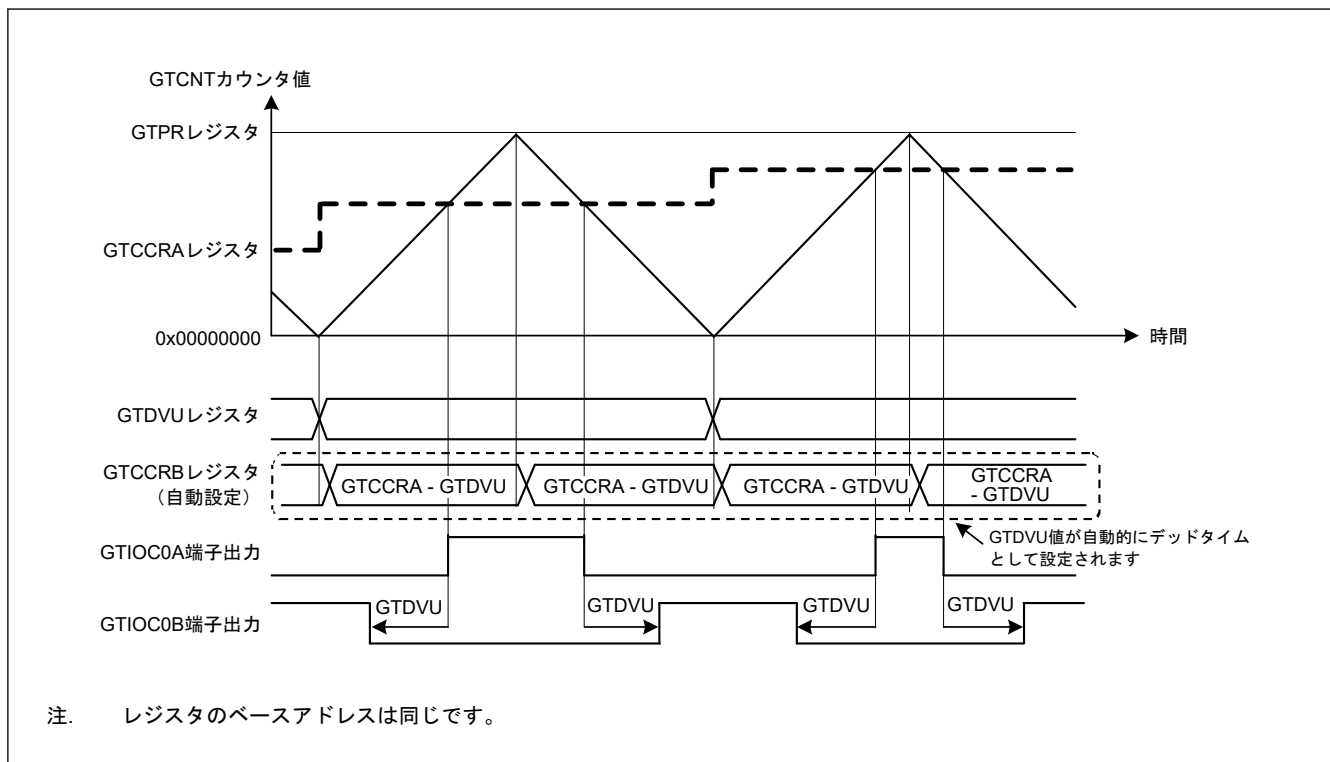 GTCNTカウンタ値
GTPRレジスタ
GTCCRAレジスタ
0x00000000
時間
GTDVUレジスタ
GTCCRBレジスタ
（自動設定）
GTCCRA - GTDVU
GTCCRA - GTDVU
GTCCRA - GTDVU
GTCCRA
- GTDVU
GTDVU値が自動的にデッドタイム
として設定されます
GTIOC0A端子出力
GTIOC0B端子出力
GTDVU
GTDVU
GTDVU
GTDVU
注. レジスタのベースアドレスは同じです。